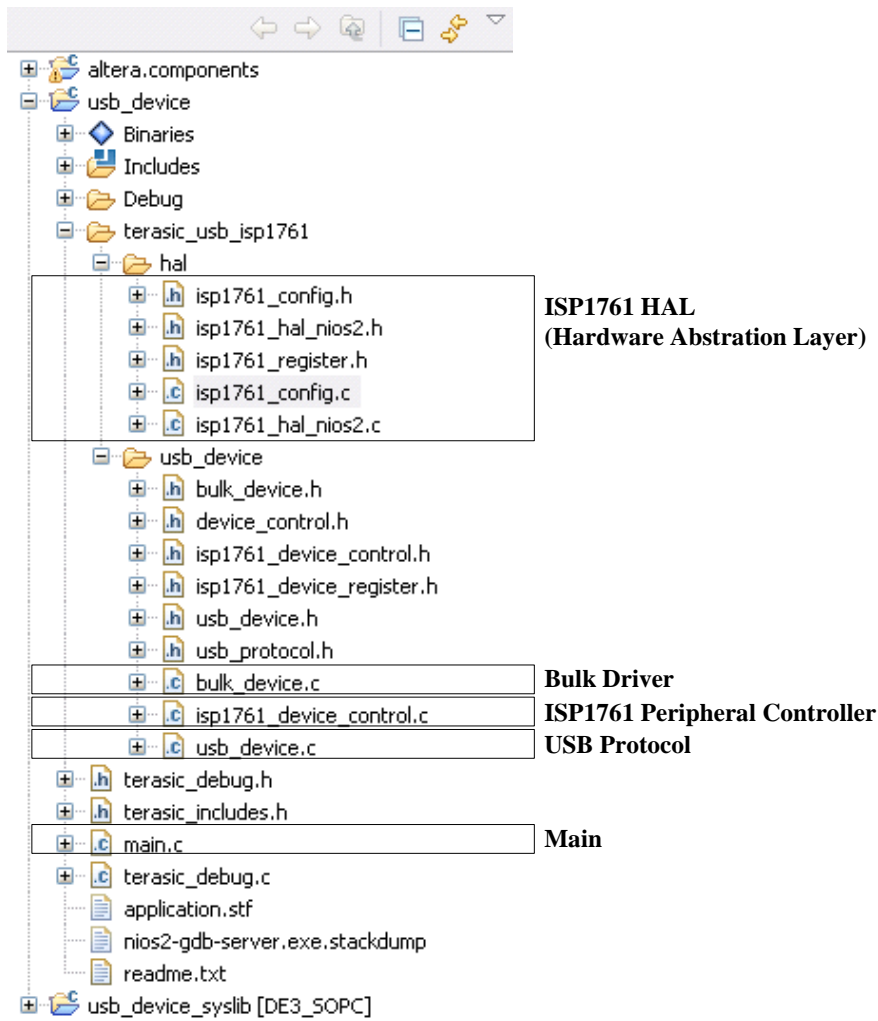 altera.components
usb_device
Binaries
Includes
Debug
terasic_usb_isp1761
hal
isp1761_config.h
isp1761_hal_nios2.h
isp1761_register.h
isp1761_config.c
isp1761_hal_nios2.c
ISP1761 HAL
(Hardware Abstration Layer)
usb_device
bulk_device.h
device_control.h
isp1761_device_control.h
isp1761_device_register.h
usb_device.h
usb_protocol.h
bulk_device.c Bulk Driver
isp1761_device_control.c ISP1761 Peripheral Controller
usb_device.c USB Protocol
terasic_debug.h
terasic_includes.h
main.c Main
terasic_debug.c
application.stf
nios2-gdb-server.exe.stackdump
readme.txt
usb_device_syslib [DE3_SOPC]